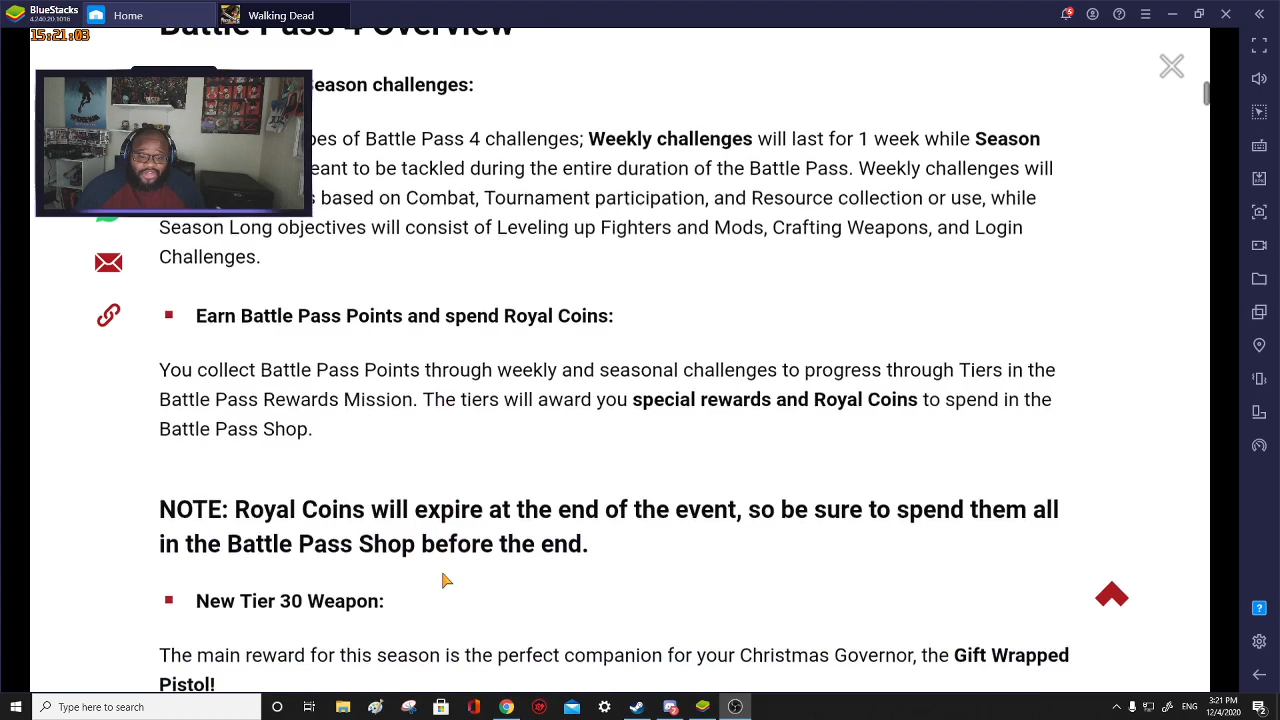 BlueStacks
4.240.20.1016
Home
Walking Dead
5
15:21:03
Battle Pass 4 Overview
Season challenges:
pes of Battle Pass 4 challenges; Weekly challenges will last for 1 week while Season
eant to be tackled during the entire duration of the Battle Pass. Weekly challenges will
s based on Combat, Tournament participation, and Resource collection or use, while
Season Long objectives will consist of Leveling up Fighters and Mods, Crafting Weapons, and Login
Challenges.
Earn Battle Pass Points and spend Royal Coins:
You collect Battle Pass Points through weekly and seasonal challenges to progress through Tiers in the
Battle Pass Rewards Mission. The tiers will award you special rewards and Royal Coins to spend in the
Battle Pass Shop.
NOTE: Royal Coins will expire at the end of the event, so be sure to spend them all
in the Battle Pass Shop before the end.
New Tier 30 Weapon:
The main reward for this season is the perfect companion for your Christmas Governor, the Gift Wrapped
Pistol!
Type here to search
3:21 PM
12/4/2020
2